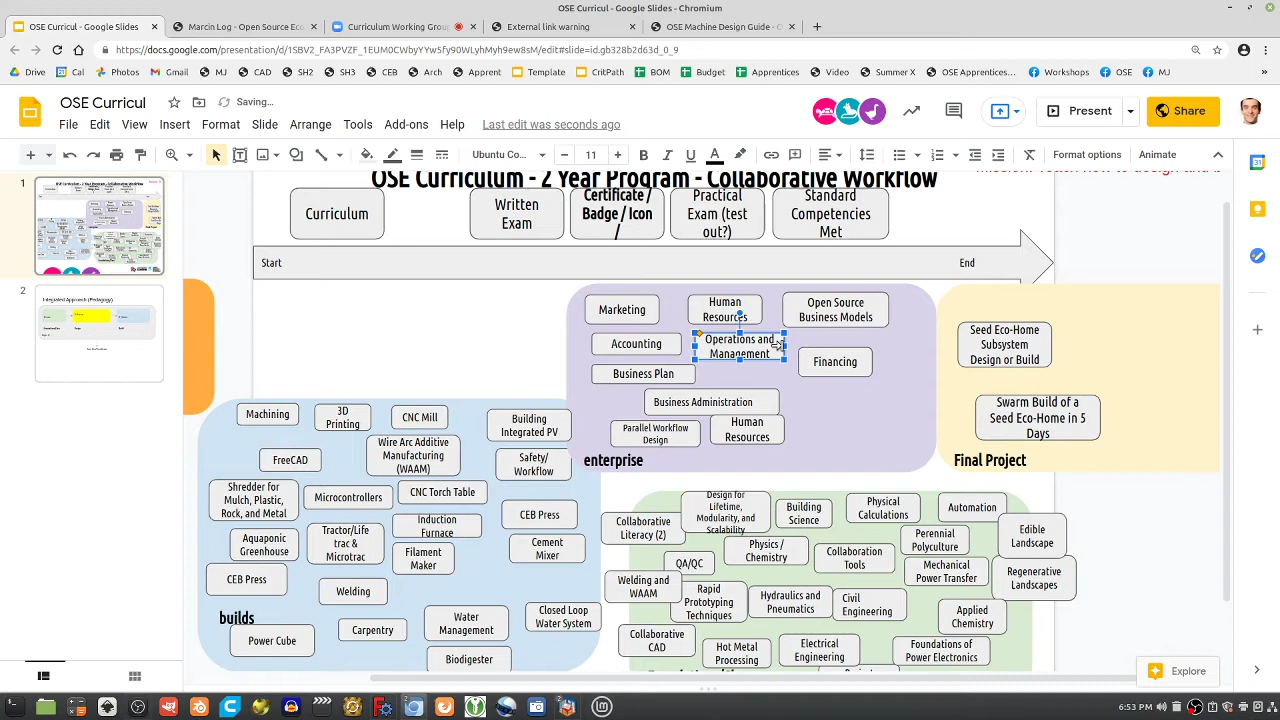 OSE Curriculum - Google Slides - Chromium
OSE Curriculum - Google Slides
Marcin Log - Open Source Eco
Curriculum Working Group
External link warning
OSE Machine Design Guide - O
Drive
Cal
Photos
Gmail
MJ
CAD
SH2
SH3
CEB
Arch
Apprent
Template
CritPath
BOM
Budget
Apprentices
Video
Summer X
OSE Apprentices...
Workshops
OSE
MJ
OSE Curricul
Saving...
File
Edit
View
Insert
Format
Slide
Arrange
Tools
Add-ons
Help
Last edit was seconds ago
Present
Share
Ubuntu Co...
11
Format options
Animate
1
2
OSE Curriculum - 2 Year Program - Collaborative Workflow
Curriculum
Written
Exam
Certificate /
Badge / Icon
/
Practical
Exam (test
out?)
Standard
Competencies
Met
Start
End
Marketing
Human
Resources
Open Source
Business Models
Accounting
Operations and
Management
Financing
Business Plan
Business Administration
Parallel Workflow
Design
Human
Resources
enterprise
Seed Eco-Home
Subsystem
Design or Build
Swarm Build of a
Seed Eco-Home in 5
Days
Final Project
Machining
3D
Printing
CNC Mill
Building
Integrated PV
FreeCAD
Wire Arc Additive
Manufacturing
(WAAM)
Safety/
Workflow
Shredder for
Mulch, Plastic,
Rock, and Metal
Microcontrollers
CNC Torch Table
CEB Press
Aquaponic
Greenhouse
Tractor/Life
trac &
Microtrac
Induction
Furnace
Filament
Maker
Cement
Mixer
CEB Press
Welding
builds
Power Cube
Carpentry
Water
Management
Closed Loop
Water System
Biodigester
Collaborative
Literacy (2)
Design for
Lifetime,
Modularity, and
Scalability
Building
Science
Physical
Calculations
Automation
Edible
Landscape
QA/QC
Physics /
Chemistry
Collaboration
Tools
Perennial
Polyculture
Mechanical
Power Transfer
Regenerative
Landscapes
Welding and
WAAM
Rapid
Prototyping
Techniques
Hydraulics and
Pneumatics
Civil
Engineering
Applied
Chemistry
Collaborative
CAD
Hot Metal
Processing
Electrical
Engineering
Foundations of
Power Electronics
Explore
6:53 PM